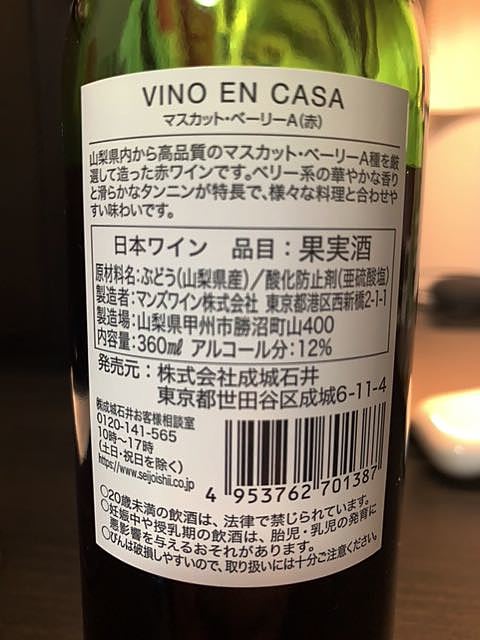 VINO EN CASA
マスカット・ベーリーA(赤)
山梨県内から高品質のマスカット・ベーリーA種を厳
選して造った赤ワインです。ベリー系の華やかな香り
と滑らかなタンニンが特長で、様々な料理と合わせや
すい味わいです。
日本ワイン 品目：果実酒
原材料名：ぶどう(山梨県産)／酸化防止剤(亜硫酸塩)
製造者：マンズワイン株式会社 東京都港区西新橋2-1-1
製造場：山梨県甲州市勝沼町山400
内容量：360㎖ アルコール分：12%
発売元：株式会社成城石井
東京都世田谷区成城6-11-4
㈱成城石井お客様相談室
0120-141-565
10時〜17時
(土・日・祝日を除く)
https://www.seijoishii.co.jp
4 953762 701387
○20歳未満の飲酒は、法律で禁じられています。
○妊娠中や授乳期の飲酒は、胎児・乳児の発育に
悪影響を与えるおそれがあります。
○びんは破損しやすいので、取り扱いには十分ご注意ください。